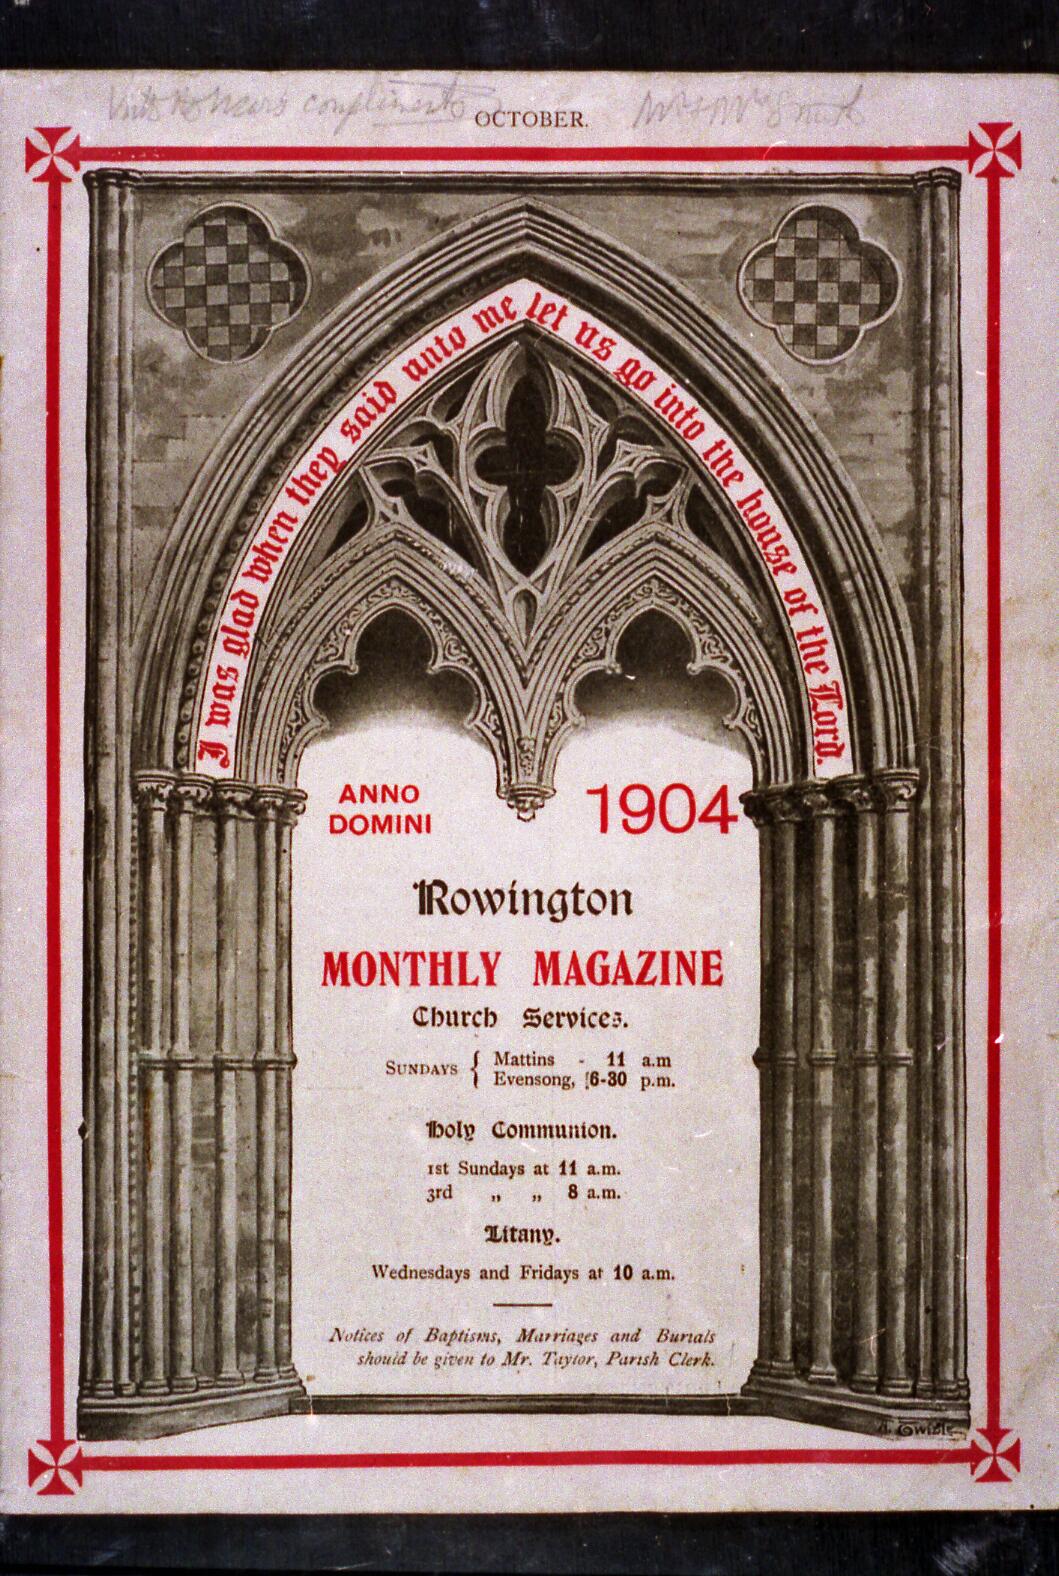 compliments
OCTOBER.
I was glad when they said unto me let us go into the house of the Lord.
ANNO DOMINI 1904
Rowington
MONTHLY MAGAZINE
Church Services.
SUNDAYS { Mattins - 11 a.m
Evensong, 6-30 p.m.
Holy Communion.
1st Sundays at 11 a.m.
3rd „ „ 8 a.m.
Litany.
Wednesdays and Fridays at 10 a.m.
Notices of Baptisms, Marriages and Burials
should be given to Mr. Taylor, Parish Clerk.